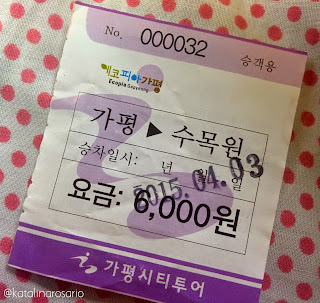 No. 000032
승객용
에코피아가평
Ecopia Gapyeong
가평 ▶ 수목원
승차일시: 년 월 일
2015.04.03
요금: 6,000원
가평시티투어
@katalinarosario